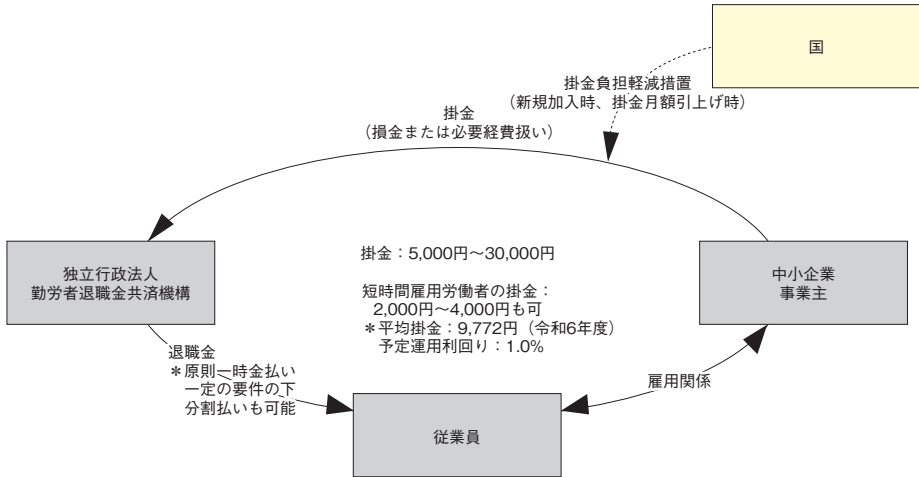 国
掛金負担軽減措置
（新規加入時、掛金月額引上げ時）
掛金
（損金または必要経費扱い）
独立行政法人
勤労者退職金共済機構
掛金：5,000円～30,000円
短時間雇用労働者の掛金：
2,000円～4,000円も可
＊平均掛金：9,772円（令和6年度）
予定運用利回り：1.0%
中小企業
事業主
退職金
＊原則一時金払い
一定の要件の下
分割払いも可能
雇用関係
従業員